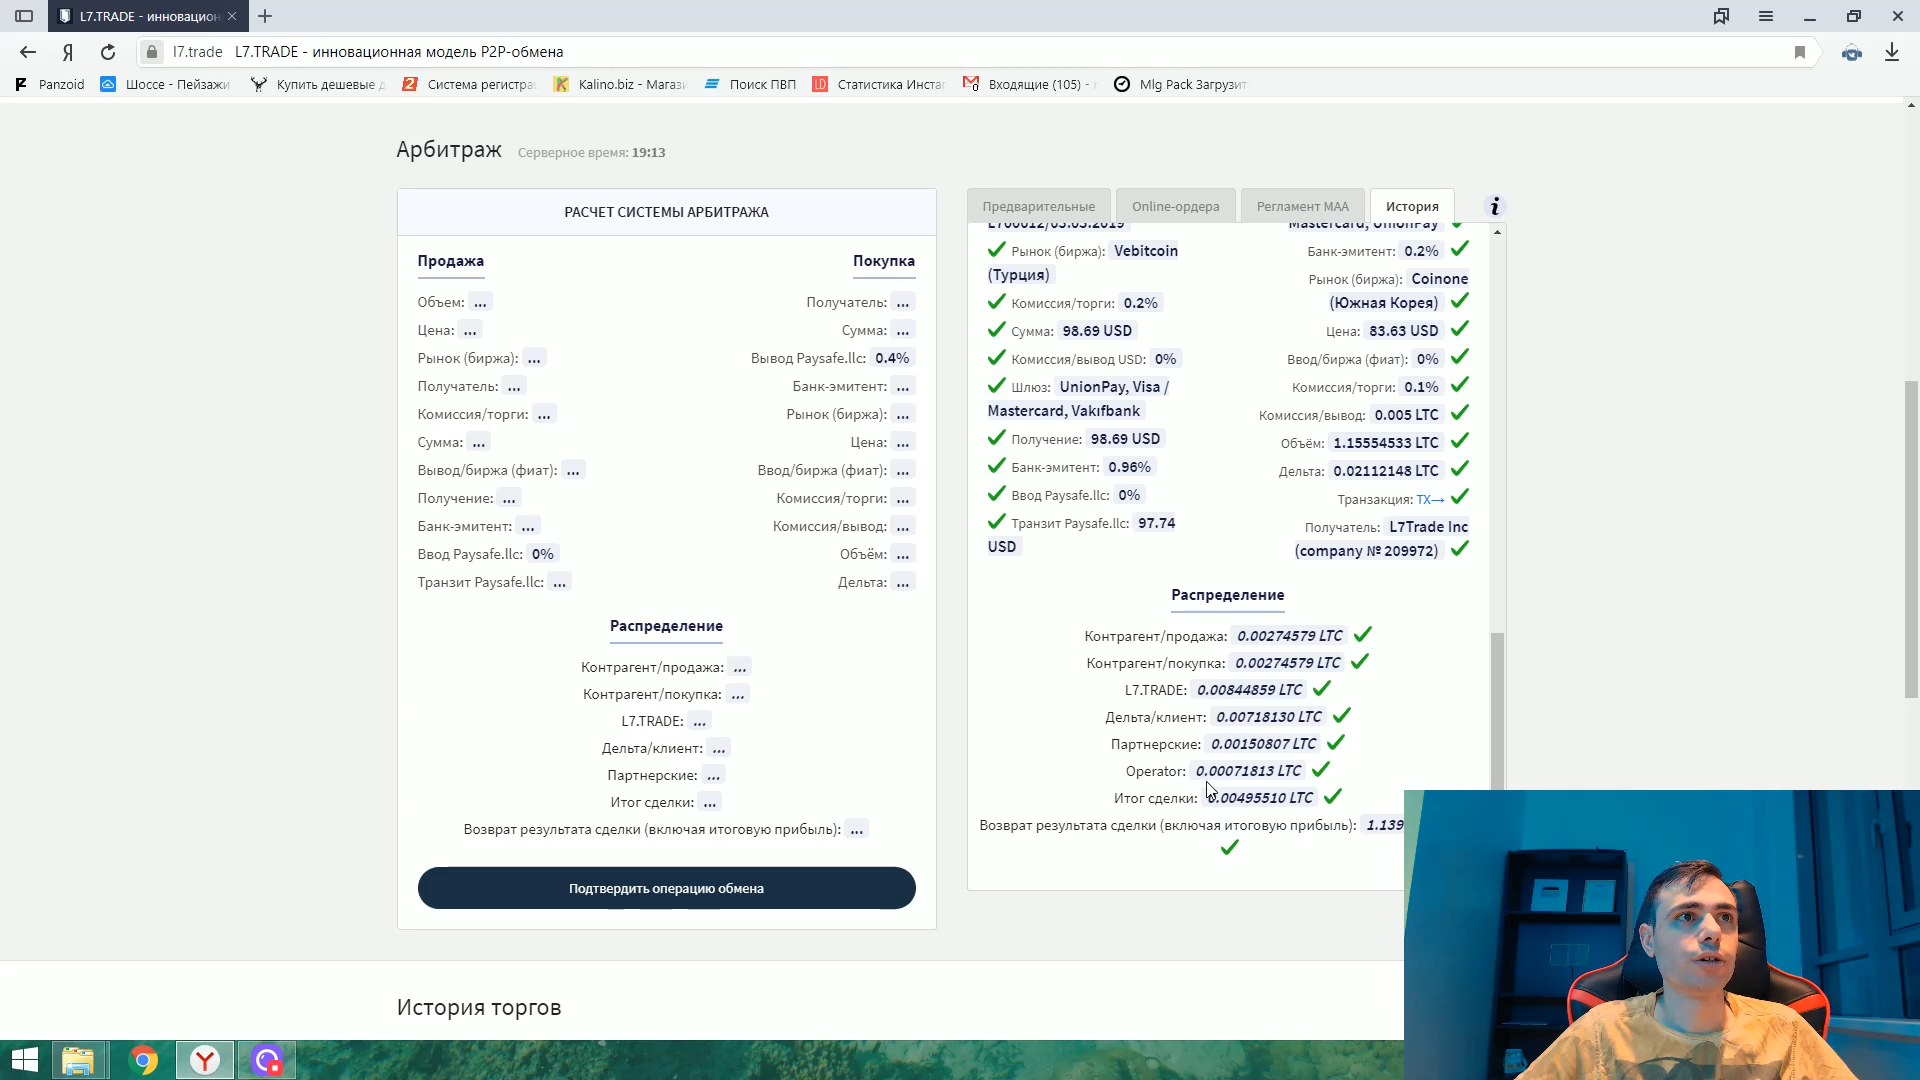 L7.TRADE - инновацион
l7.trade L7.TRADE - инновационная модель P2P-обмена
Panzoid
Шоссе - Пейзажи
Купить дешевые
Система регистра
Kalino.biz - Магаз
Поиск ПВП
Статистика Инста
Входящие (105) -
Mlg Pack Загрузит
Арбитраж Серверное время: 19:13
РАСЧЕТ СИСТЕМЫ АРБИТРАЖА
Продажа
Объем: ...
Цена: ...
Рынок (биржа): ...
Получатель: ...
Комиссия/торги: ...
Сумма: ...
Вывод/биржа (фиат): ...
Получение: ...
Банк-эмитент: ...
Ввод Paysafe.llc: 0%
Транзит Paysafe.llc: ...
Покупка
Получатель: ...
Сумма: ...
Вывод Paysafe.llc: 0.4%
Банк-эмитент: ...
Рынок (биржа): ...
Цена: ...
Ввод/биржа (фиат): ...
Комиссия/торги: ...
Комиссия/вывод: ...
Объём: ...
Дельта: ...
Распределение
Контрагент/продажа: ...
Контрагент/покупка: ...
L7.TRADE: ...
Дельта/клиент: ...
Партнерские: ...
Итог сделки: ...
Возврат результата сделки (включая итоговую прибыль): ...
Подтвердить операцию обмена
Предварительные
Online-ордера
Регламент МАА
История
Рынок (биржа): Vebitcoin
(Турция)
Комиссия/торги: 0.2%
Сумма: 98.69 USD
Комиссия/вывод USD: 0%
Шлюз: UnionPay, Visa /
Mastercard, Vakıfbank
Получение: 98.69 USD
Банк-эмитент: 0.96%
Ввод Paysafe.llc: 0%
Транзит Paysafe.llc: 97.74
USD
Mastercard, UnionPay
Банк-эмитент: 0.2%
Рынок (биржа): Coinone
(Южная Корея)
Цена: 83.63 USD
Ввод/биржа (фиат): 0%
Комиссия/торги: 0.1%
Комиссия/вывод: 0.005 LTC
Объём: 1.15554533 LTC
Дельта: 0.02112148 LTC
Транзакция: TX→
Получатель: L7Trade Inc
(company № 209972)
Распределение
Контрагент/продажа: 0.00274579 LTC
Контрагент/покупка: 0.00274579 LTC
L7.TRADE: 0.00844859 LTC
Дельта/клиент: 0.00718130 LTC
Партнерские: 0.00150807 LTC
Operator: 0.00071813 LTC
Итог сделки: 0.00495510 LTC
Возврат результата сделки (включая итоговую прибыль): 1.139
История торгов